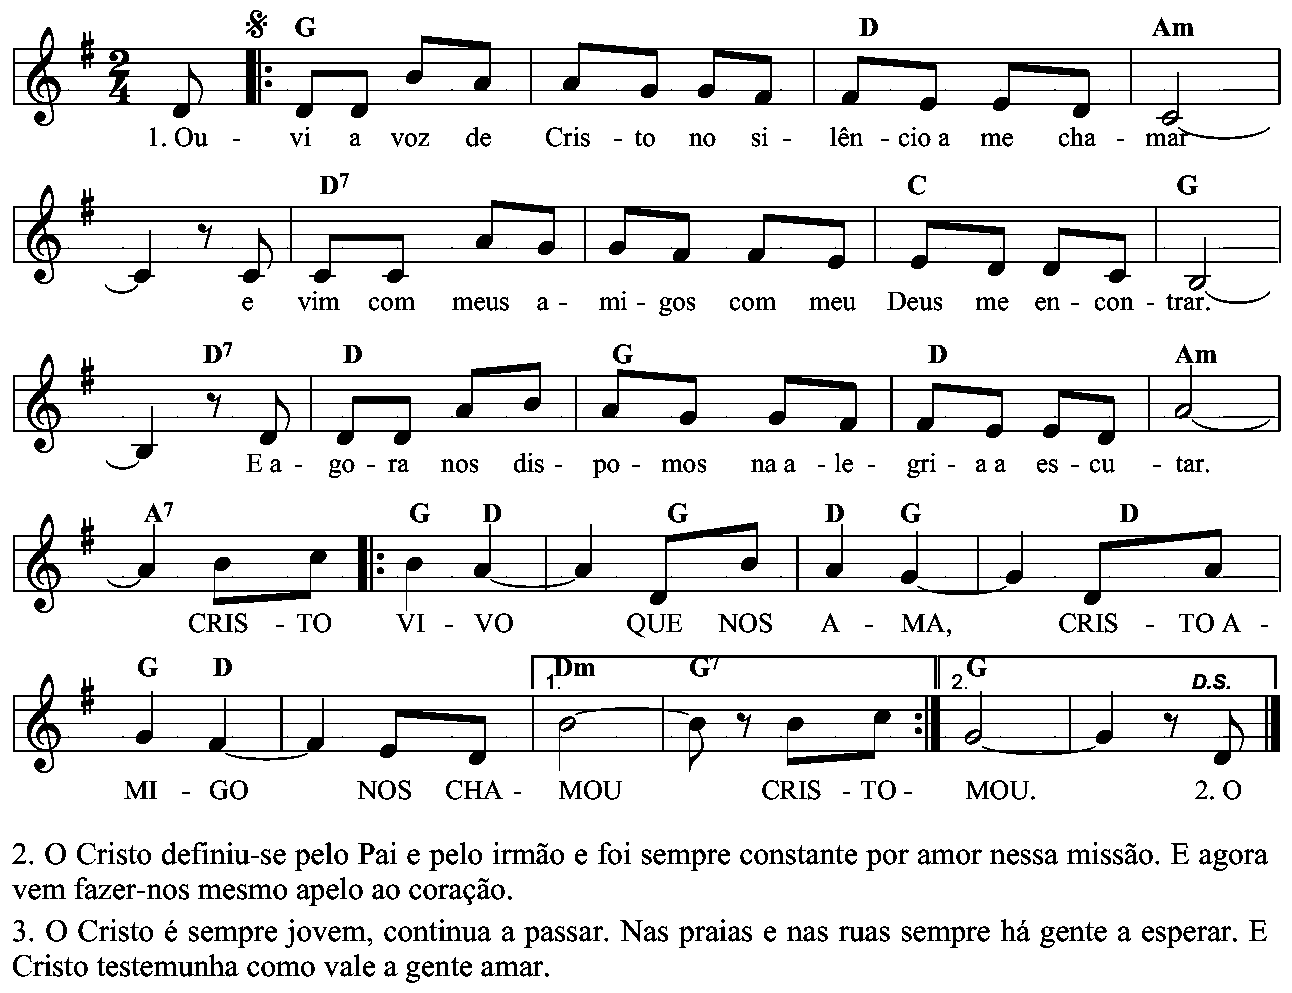 G D Am
1. Ou - vi a voz de Cris - to no si - lên - cio a me cha - mar
D7 C G
e vim com meus a - mi - gos com meu Deus me en - con - trar.
D7 D G D Am
E a - go - ra nos dis - po - mos na a - le - gri - a a es - cu - tar.
A7 G D G D G D
CRIS - TO VI - VO QUE NOS A - MA, CRIS - TO A -
G D Dm G7 G
1. 2. D.S.
MI - GO NOS CHA - MOU CRIS - TO - MOU. 2. O
2. O Cristo definiu-se pelo Pai e pelo irmão e foi sempre constante por amor nessa missão. E agora
vem fazer-nos mesmo apelo ao coração.
3. O Cristo é sempre jovem, continua a passar. Nas praias e nas ruas sempre há gente a esperar. E
Cristo testemunha como vale a gente amar.